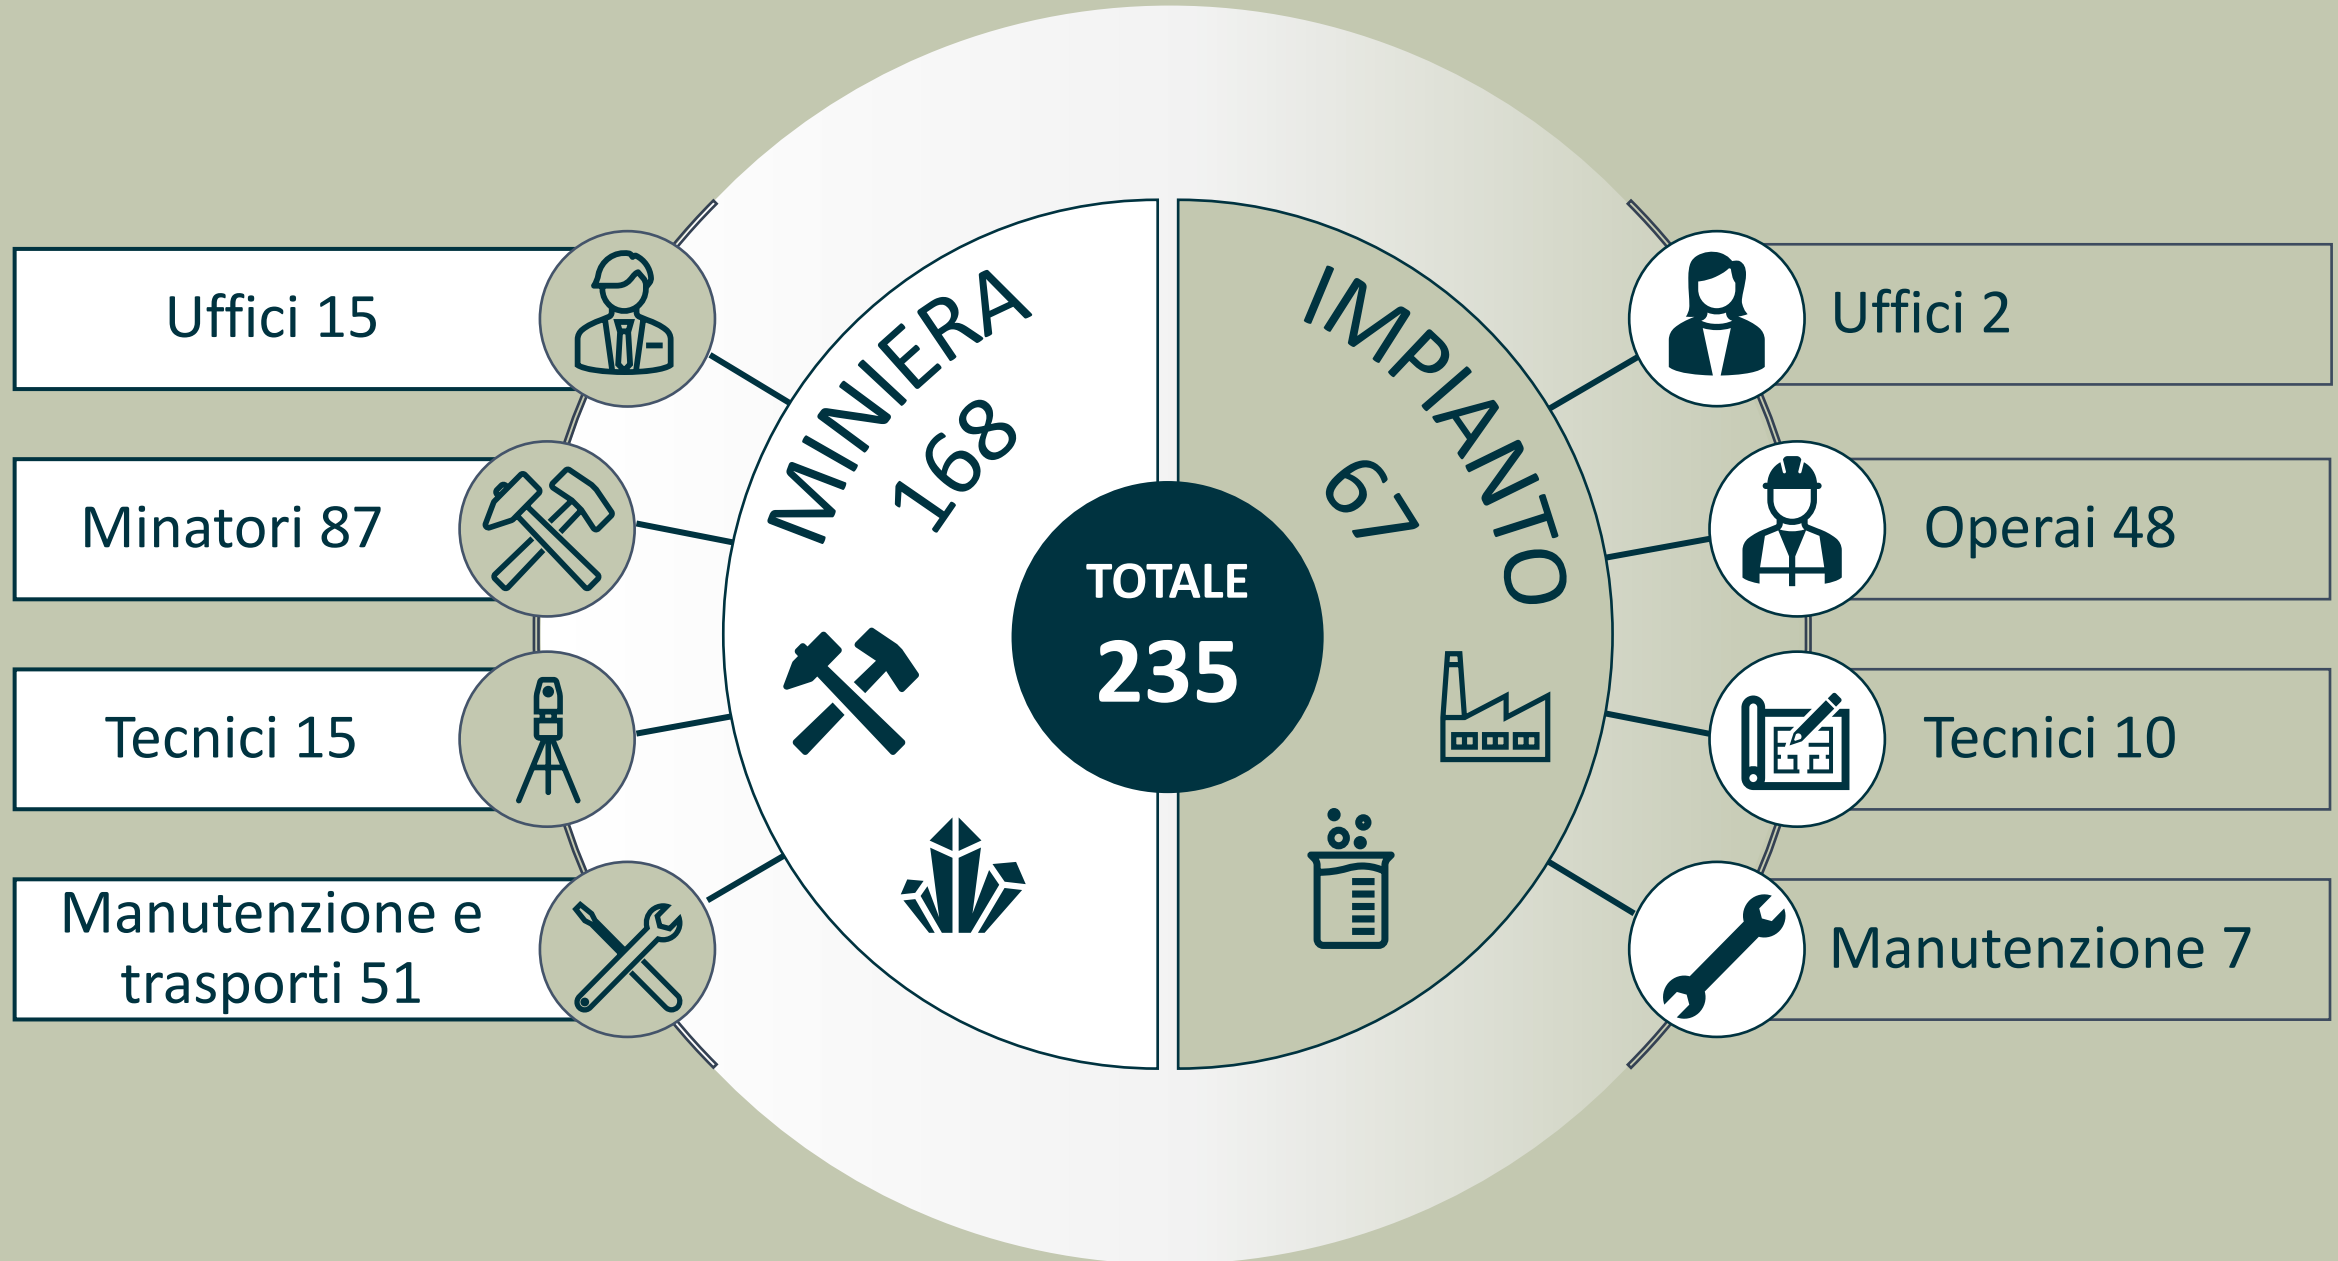 Uffici 15
Minatori 87
Tecnici 15
Manutenzione e
trasporti 51
MINIERA
168
TOTALE
235
IMPIANTO
67
Uffici 2
Operai 48
Tecnici 10
Manutenzione 7